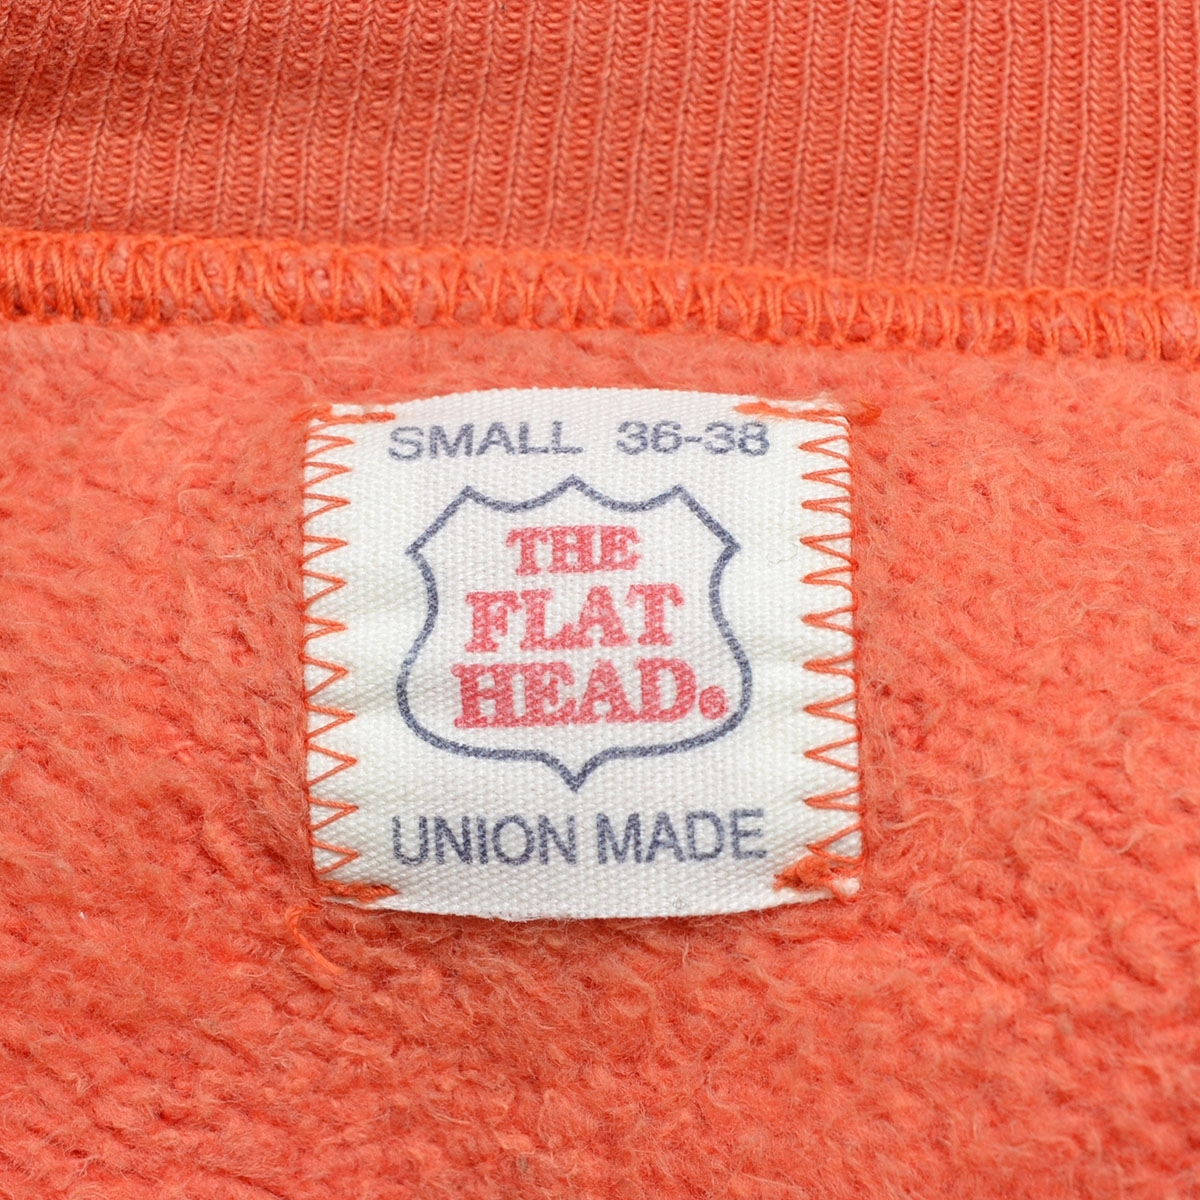 SMALL 36-38
THE
FLAT
HEAD.
UNION MADE